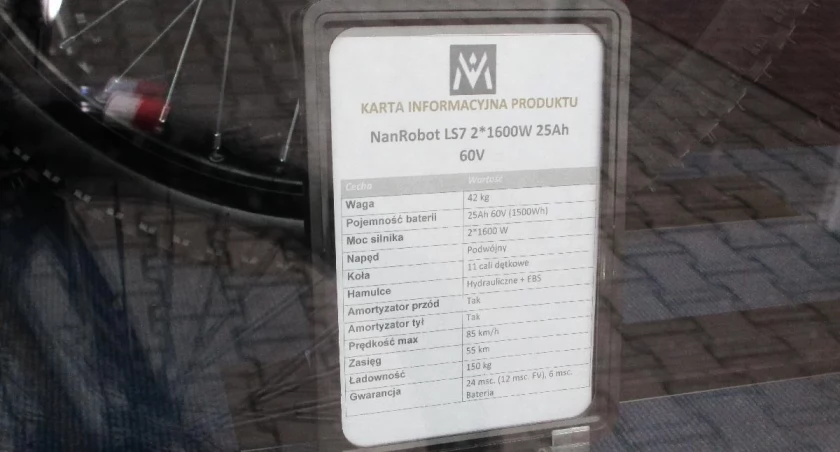 KARTA INFORMACYJNA PRODUKTU
NanRobot LS7 2*1600W 25Ah
60V
Cecha Wartość
Waga 42 kg
Pojemność baterii 25Ah 60V (1500Wh)
Moc silnika 2*1600 W
Napęd Podwójny
Koła 11 cali dętkowe
Hamulce Hydrauliczne + EBS
Amortyzator przód Tak
Amortyzator tył Tak
Prędkość max 85 km/h
Zasięg 55 km
Ładowność 150 kg
Gwarancja 24 msc. (12 msc. FV), 6 msc.
Bateria